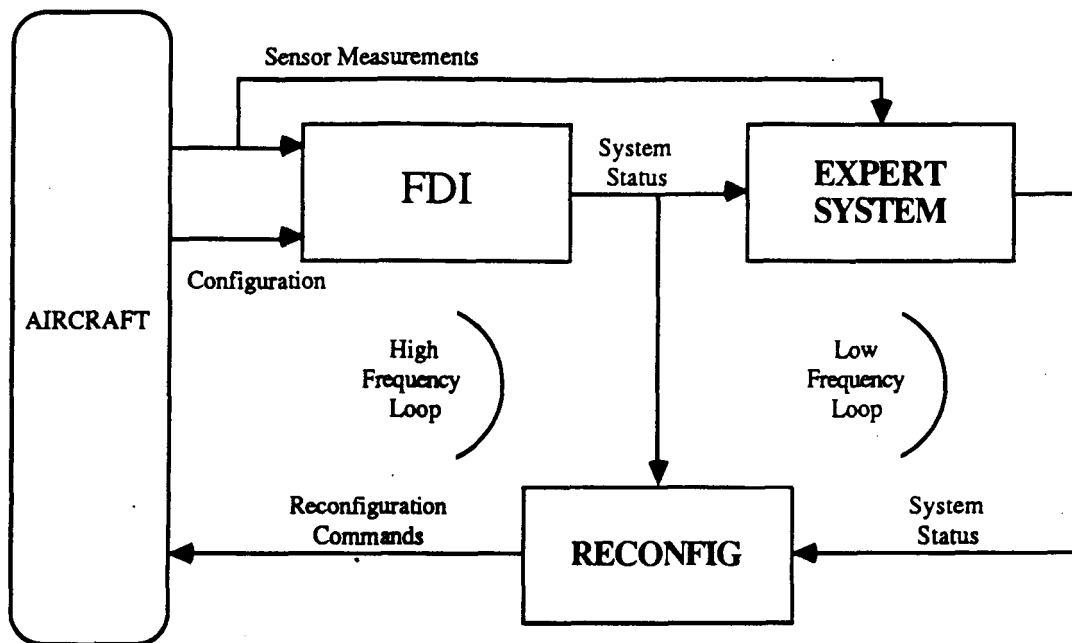 Sensor Measurements
FDI
System
Status
EXPERT
SYSTEM
Configuration
AIRCRAFT
High
Frequency
Loop
Low
Frequency
Loop
Reconfiguration
Commands
RECONFIG
System
Status